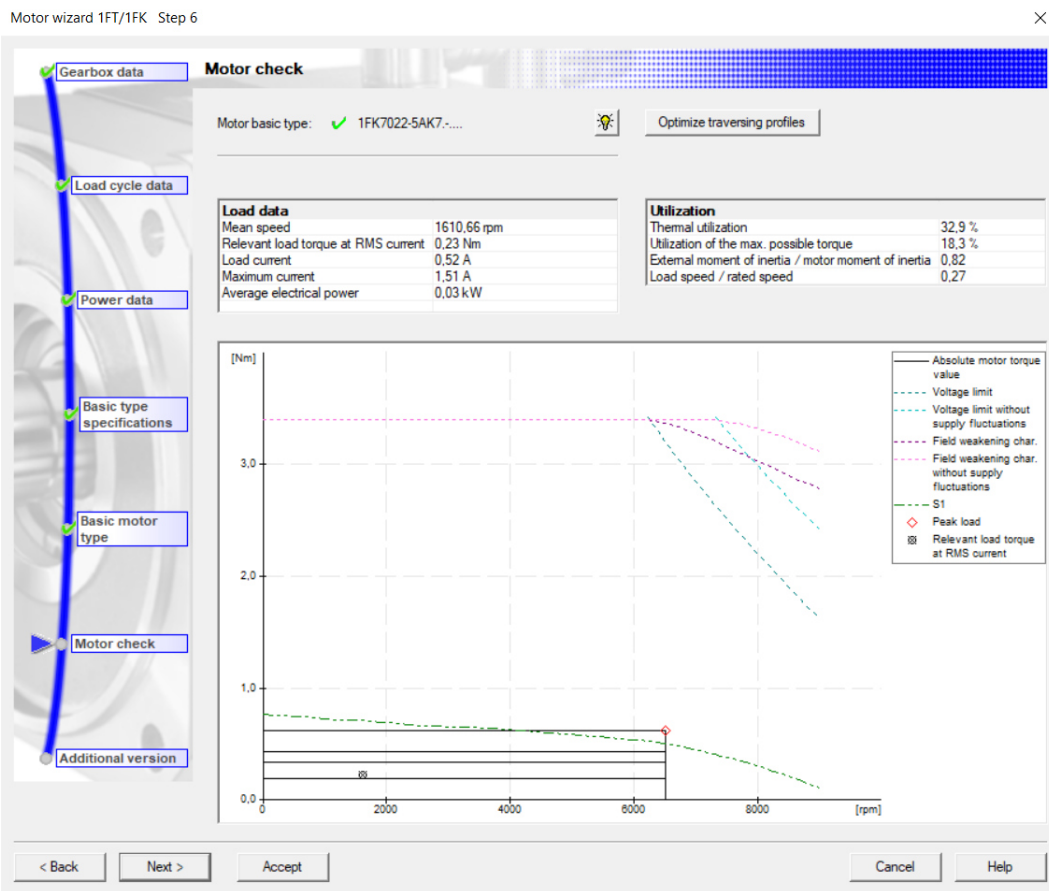 Motor wizard 1FT/1FK   Step 6
Gearbox data
Load cycle data
Power data
Basic type
specifications
Basic motor
type
Motor check
Additional version
Motor check
Motor basic type: 1FK7022-5AK7.-....
Optimize traversing profiles
Load data
Mean speed 1610,66 rpm
Relevant load torque at RMS current 0,23 Nm
Load current 0,52 A
Maximum current 1,51 A
Average electrical power 0,03 kW
Utilization
Thermal utilization 32,9 %
Utilization of the max. possible torque 18,3 %
External moment of inertia / motor moment of inertia 0,82
Load speed / rated speed 0,27
[Nm]
3,0
2,0
1,0
0,0
0 2000 4000 6000 8000 [rpm]
Absolute motor torque
value
Voltage limit
Voltage limit without
supply fluctuations
Field weakening char.
Field weakening char.
without supply
fluctuations
S1
Peak load
Relevant load torque
at RMS current
< Back Next > Accept Cancel Help